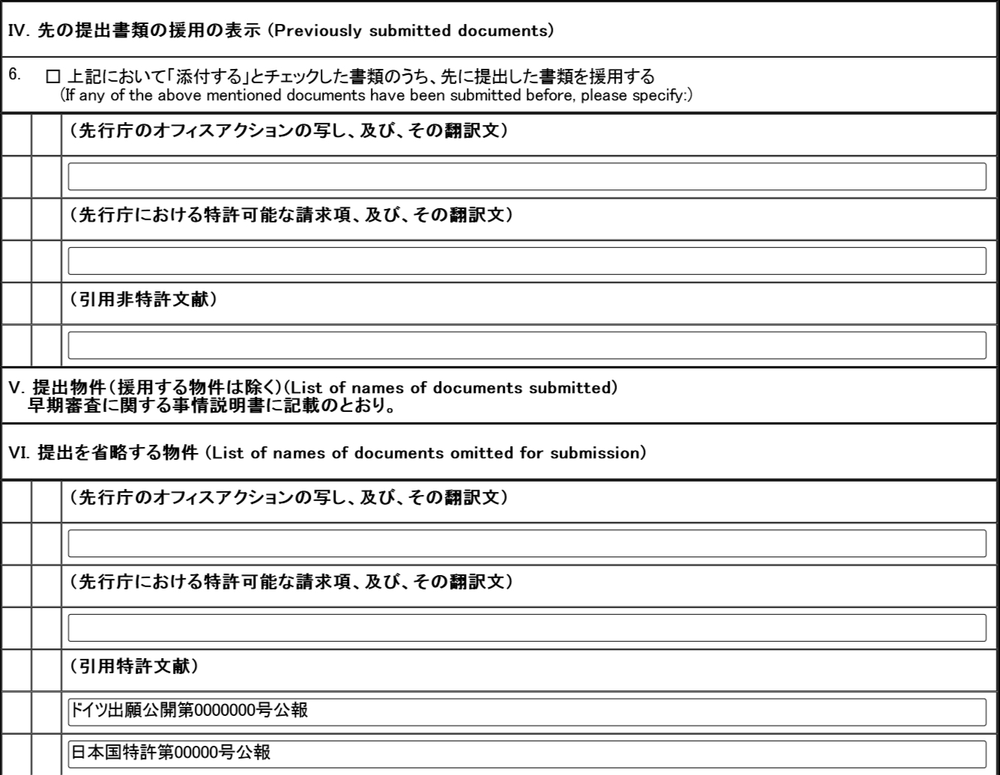 IV. 先の提出書類の援用の表示 (Previously submitted documents)
6. □ 上記において「添付する」とチェックした書類のうち、先に提出した書類を援用する
(If any of the above mentioned documents have been submitted before, please specify:)
（先行庁のオフィスアクションの写し、及び、その翻訳文）
（先行庁における特許可能な請求項、及び、その翻訳文）
（引用非特許文献）
V. 提出物件（援用する物件は除く）(List of names of documents submitted)
早期審査に関する事情説明書に記載のとおり。
VI. 提出を省略する物件 (List of names of documents omitted for submission)
（先行庁のオフィスアクションの写し、及び、その翻訳文）
（先行庁における特許可能な請求項、及び、その翻訳文）
（引用特許文献）
ドイツ出願公開第0000000号公報
日本国特許第00000号公報